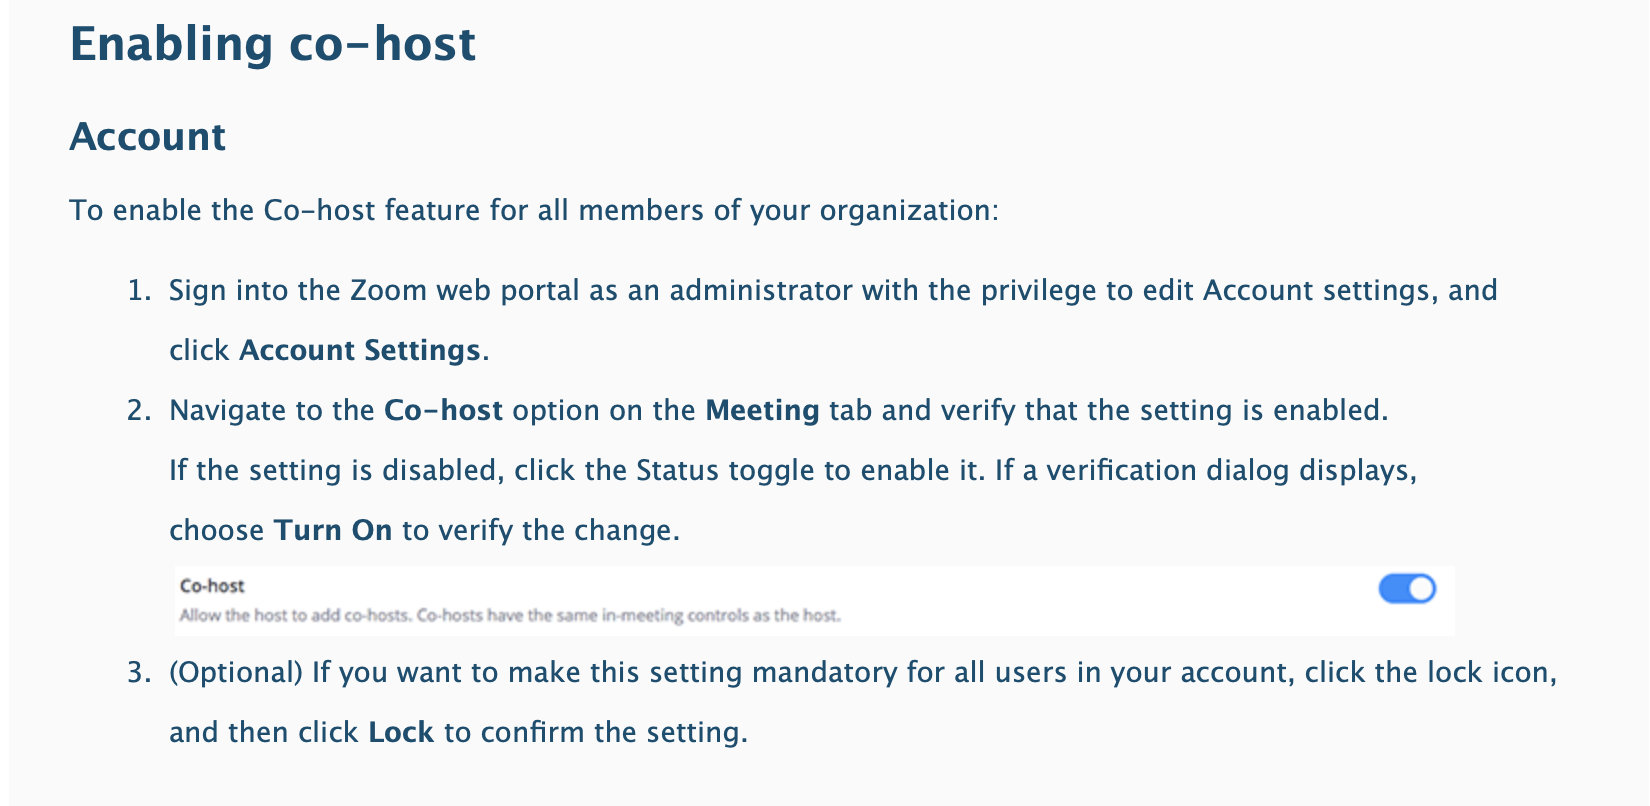 Enabling co-host
Account
To enable the Co-host feature for all members of your organization:
1. Sign into the Zoom web portal as an administrator with the privilege to edit Account settings, and
click Account Settings.
2. Navigate to the Co-host option on the Meeting tab and verify that the setting is enabled.
If the setting is disabled, click the Status toggle to enable it. If a verification dialog displays,
choose Turn On to verify the change.
Co-host
Allow the host to add co-hosts. Co-hosts have the same in-meeting controls as the host.
3. (Optional) If you want to make this setting mandatory for all users in your account, click the lock icon,
and then click Lock to confirm the setting.